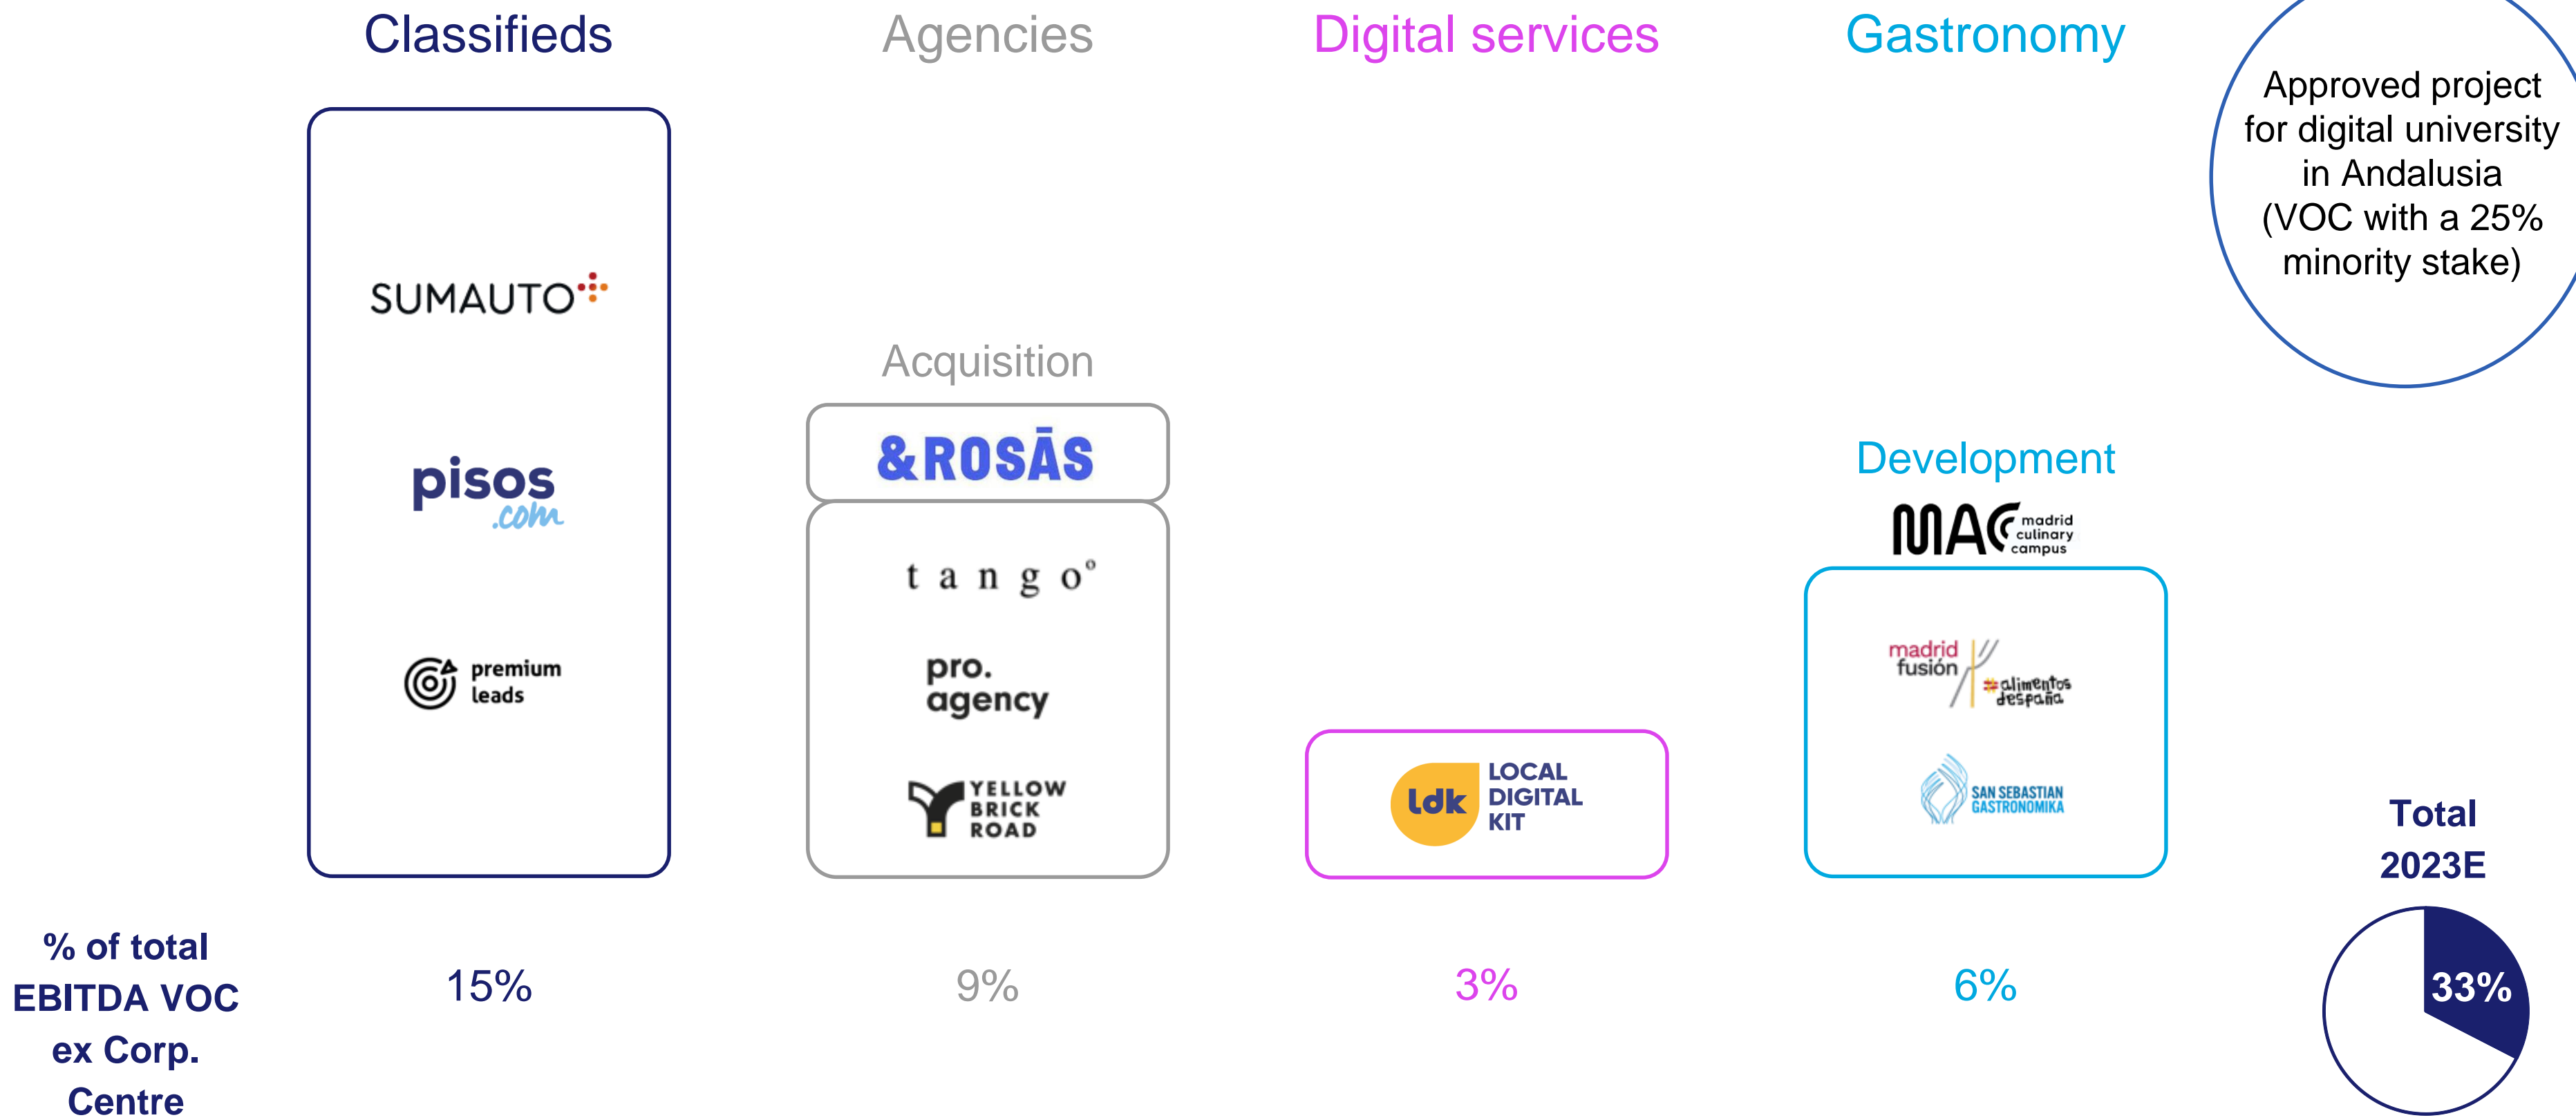 Classifieds
Agencies
Digital services
Gastronomy
Approved project
for digital university
in Andalusia
(VOC with a 25%
minority stake)
SUMAUTO
pisos
.com
premium
leads
Acquisition
&ROSĀS
tangoº
pro.
agency
YELLOW
BRICK
ROAD
ldk
LOCAL
DIGITAL
KIT
Development
MACC
madrid
culinary
campus
madrid
fusión
#alimentos
despaña
SAN SEBASTIAN
GASTRONOMIKA
Total
2023E
% of total
EBITDA VOC
ex Corp.
Centre
15%
9%
3%
6%
33%